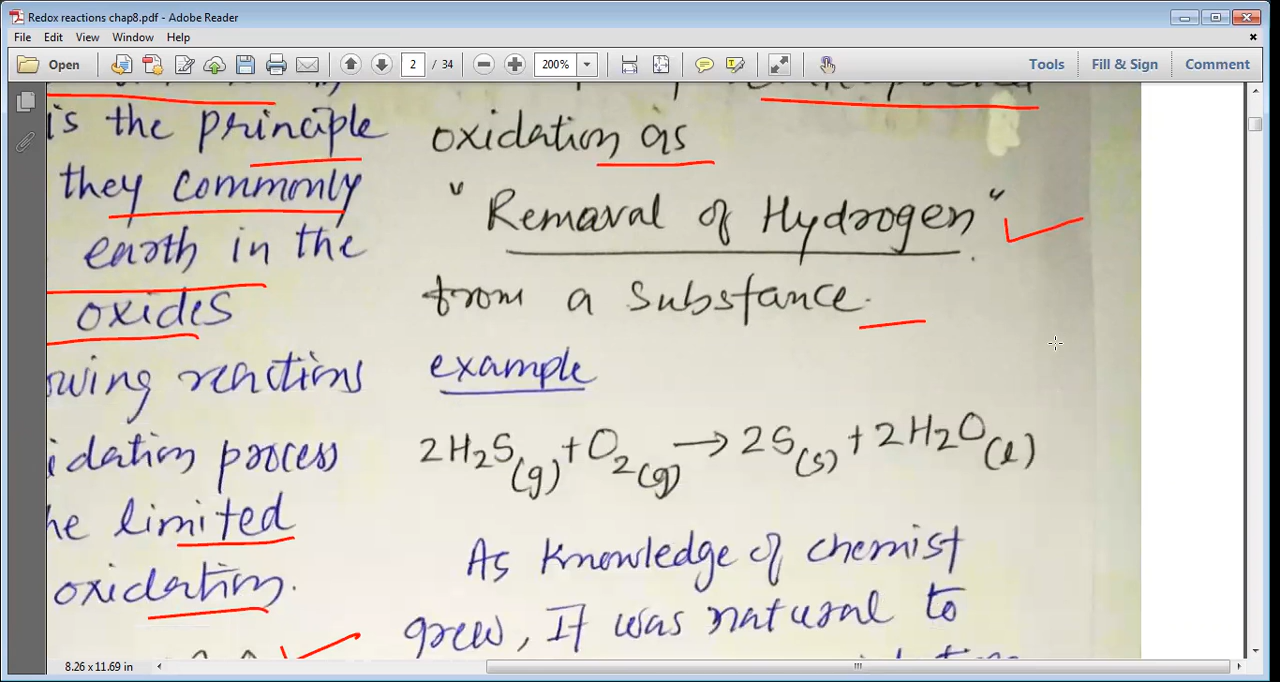 Redox reactions chap8.pdf - Adobe Reader
File Edit View Window Help
Open 2 / 34 200% Tools Fill & Sign Comment
is the principle
they commonly
earth in the
oxides
owing reactions
idation process
he limited
oxidation.
oxidation as
"Remaval of Hydrogen"
from a substance.
example
2H2S(g) + O2(g) → 2S(s) + 2H2O(l)
As knowledge of chemist
grew, It was natural to
8.26 x 11.69 in